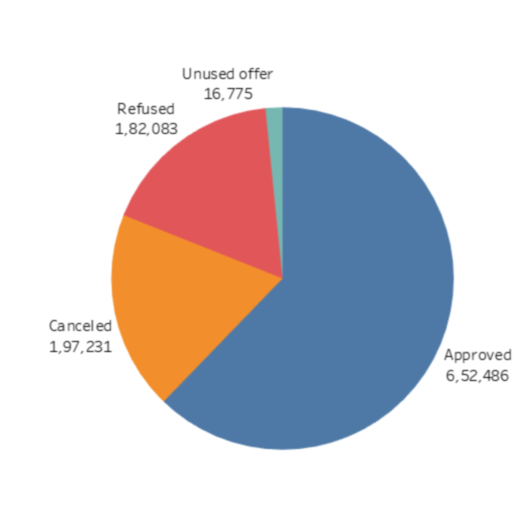 Unused offer
16,775
Refused
1,82,083
Canceled
1,97,231
Approved
6,52,486